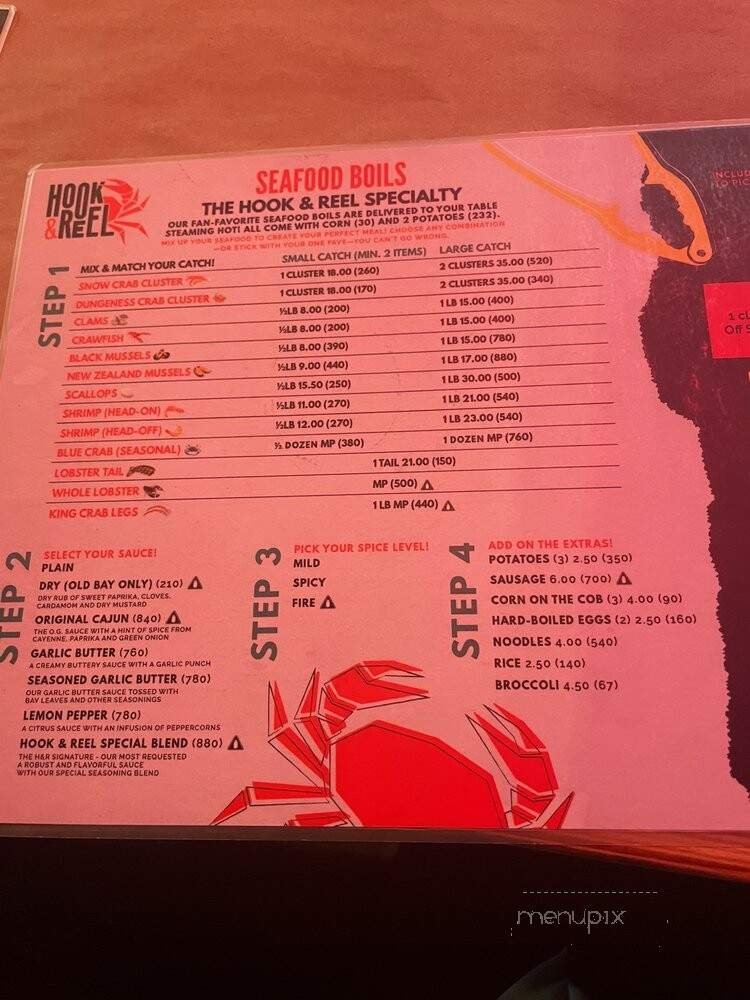 HOOK
& REEL
SEAFOOD BOILS
THE HOOK & REEL SPECIALTY
OUR FAN-FAVORITE SEAFOOD BOILS ARE DELIVERED TO YOUR TABLE
STEAMING HOT! ALL COME WITH CORN (30) AND 2 POTATOES (232).
MIX UP YOUR SEAFOOD TO CREATE YOUR PERFECT MEAL! CHOOSE ANY COMBINATION
—OR STICK WITH YOUR ONE FAVE—YOU CAN'T GO WRONG.
STEP 1
MIX & MATCH YOUR CATCH! SMALL CATCH (MIN. 2 ITEMS) LARGE CATCH
SNOW CRAB CLUSTER 1 CLUSTER 18.00 (260) 2 CLUSTERS 35.00 (520)
DUNGENESS CRAB CLUSTER 1 CLUSTER 18.00 (170) 2 CLUSTERS 35.00 (340)
CLAMS ½LB 8.00 (200) 1 LB 15.00 (400)
CRAWFISH ½LB 8.00 (200) 1 LB 15.00 (400)
BLACK MUSSELS ½LB 8.00 (390) 1 LB 15.00 (780)
NEW ZEALAND MUSSELS ½LB 9.00 (440) 1 LB 17.00 (880)
SCALLOPS ½LB 15.50 (250) 1 LB 30.00 (500)
SHRIMP (HEAD-ON) ½LB 11.00 (270) 1 LB 21.00 (540)
SHRIMP (HEAD-OFF) ½LB 12.00 (270) 1 LB 23.00 (540)
BLUE CRAB (SEASONAL) ½ DOZEN MP (380) 1 DOZEN MP (760)
LOBSTER TAIL 1 TAIL 21.00 (150)
WHOLE LOBSTER MP (500)
KING CRAB LEGS 1 LB MP (440)
STEP 2
SELECT YOUR SAUCE!
PLAIN
DRY (OLD BAY ONLY) (210)
DRY RUB OF SWEET PAPRIKA, CLOVES,
CARDAMOM AND DRY MUSTARD
ORIGINAL CAJUN (840)
THE O.G. SAUCE WITH A HINT OF SPICE FROM
CAYENNE, PAPRIKA AND GREEN ONION
GARLIC BUTTER (760)
A CREAMY BUTTERY SAUCE WITH A GARLIC PUNCH
SEASONED GARLIC BUTTER (780)
OUR GARLIC BUTTER SAUCE TOSSED WITH
BAY LEAVES AND OTHER SEASONINGS
LEMON PEPPER (780)
A CITRUS SAUCE WITH AN INFUSION OF PEPPERCORNS
HOOK & REEL SPECIAL BLEND (880)
THE H&R SIGNATURE - OUR MOST REQUESTED
A ROBUST AND FLAVORFUL SAUCE
WITH OUR SPECIAL SEASONING BLEND
STEP 3
PICK YOUR SPICE LEVEL!
MILD
SPICY
FIRE
STEP 4
ADD ON THE EXTRAS!
POTATOES (3) 2.50 (350)
SAUSAGE 6.00 (700)
CORN ON THE COB (3) 4.00 (90)
HARD-BOILED EGGS (2) 2.50 (160)
NOODLES 4.00 (540)
RICE 2.50 (140)
BROCCOLI 4.50 (67)
TO PIC
1 cl
Off S
menupix